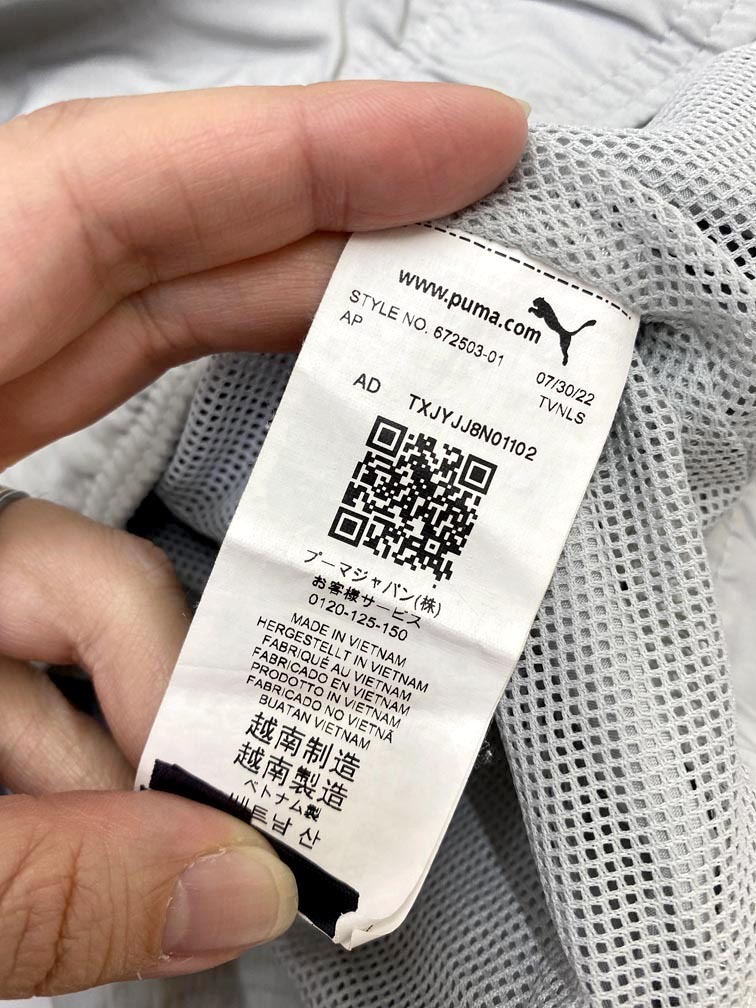 www.puma.com
STYLE NO. 672503-01
AP
07/30/22
TVNLS
AD TXJYJJ8N01102
プーマジャパン(株)
お客様サービス
0120-125-150
MADE IN VIETNAM
HERGESTELLT IN VIETNAM
FABRIQUÉ AU VIETNAM
FABRICADO EN VIETNAM
PRODOTTO IN VIETNAM
FABRICADO NO VIETNÃ
BUATAN VIETNAM
越南制造
越南製造
ベトナム製
베트남 산